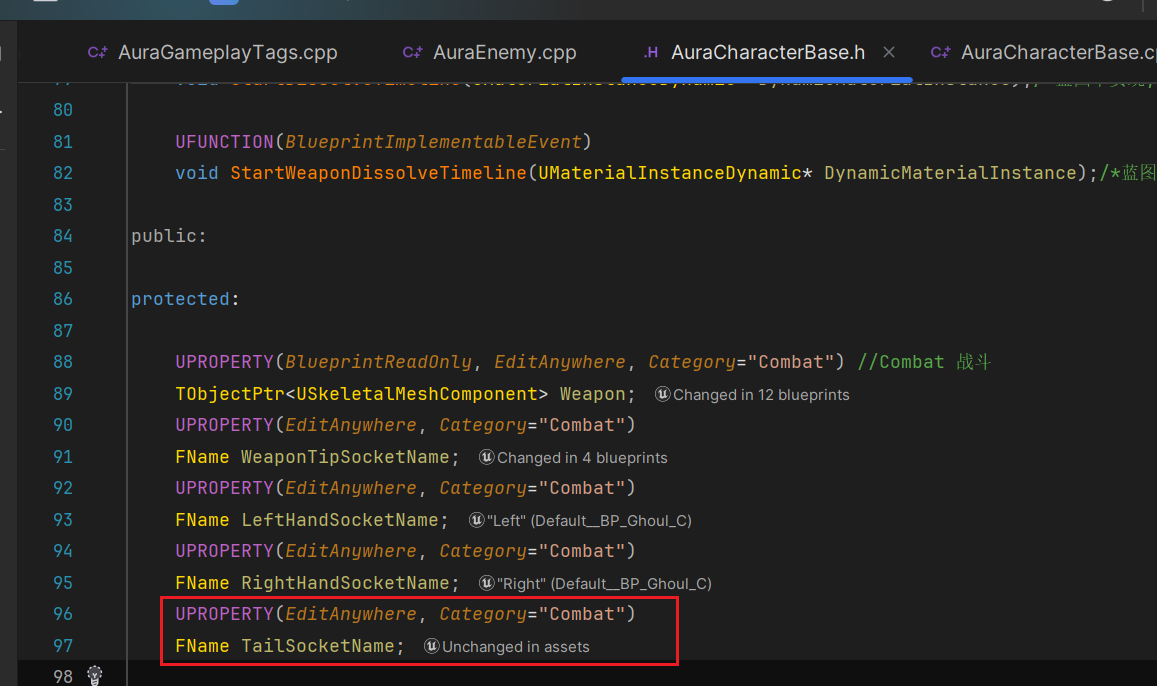 AuraGameplayTags.cpp AuraEnemy.cpp AuraCharacterBase.h AuraCharacterBase.cp
80
81 UFUNCTION(BlueprintImplementableEvent)
82 void StartWeaponDissolveTimeline(UMaterialInstanceDynamic* DynamicMaterialInstance);/*蓝图
83
84 public:
85
86 protected:
87
88 UPROPERTY(BlueprintReadOnly, EditAnywhere, Category="Combat") //Combat 战斗
89 TObjectPtr<USkeletalMeshComponent> Weapon; Changed in 12 blueprints
90 UPROPERTY(EditAnywhere, Category="Combat")
91 FName WeaponTipSocketName; Changed in 4 blueprints
92 UPROPERTY(EditAnywhere, Category="Combat")
93 FName LeftHandSocketName; "Left" (Default__BP_Ghoul_C)
94 UPROPERTY(EditAnywhere, Category="Combat")
95 FName RightHandSocketName; "Right" (Default__BP_Ghoul_C)
96 UPROPERTY(EditAnywhere, Category="Combat")
97 FName TailSocketName; Unchanged in assets
98